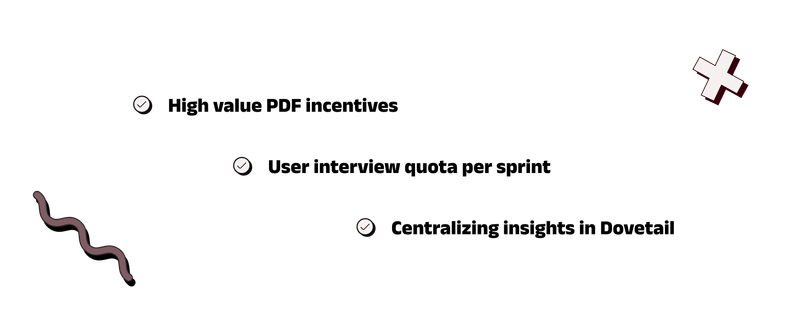 High value PDF incentives
User interview quota per sprint
Centralizing insights in Dovetail